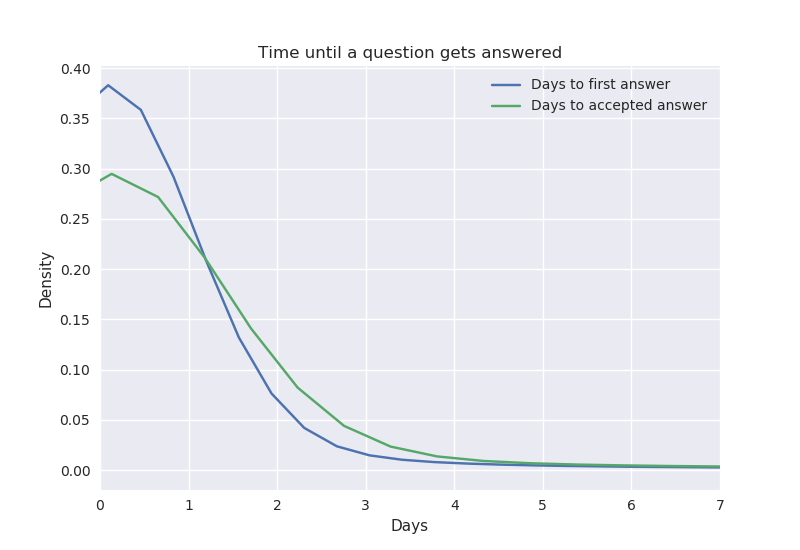 Time until a question gets answered
Days to first answer
Days to accepted answer
0.40
0.35
0.30
0.25
0.20
0.15
0.10
0.05
0.00
Density
0 1 2 3 4 5 6 7
Days